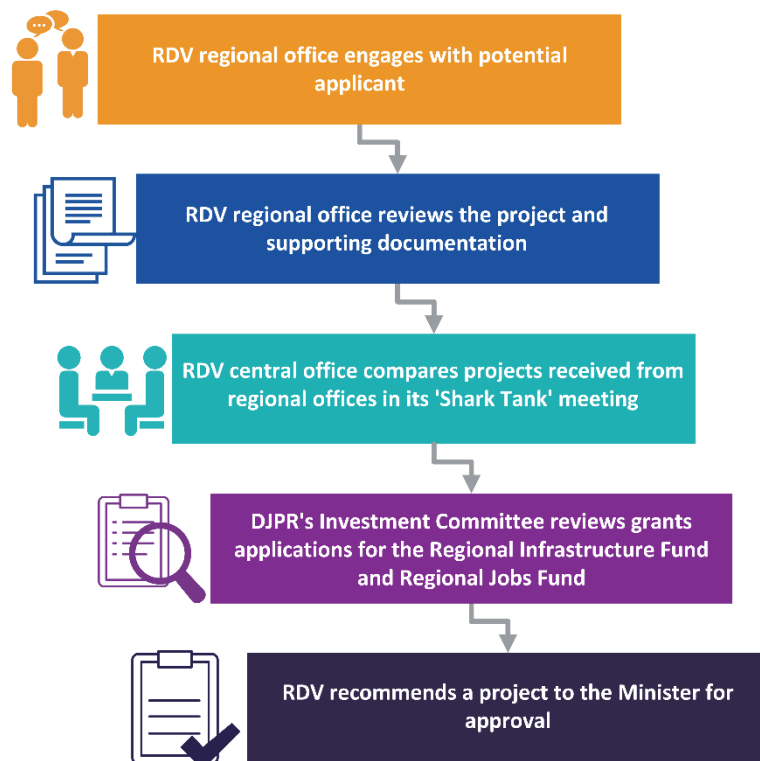 RDV regional office engages with potential
applicant
RDV regional office reviews the project and
supporting documentation
RDV central office compares projects received from
regional offices in its 'Shark Tank' meeting
DJPR's Investment Committee reviews grants
applications for the Regional Infrastructure Fund
and Regional Jobs Fund
RDV recommends a project to the Minister for
approval